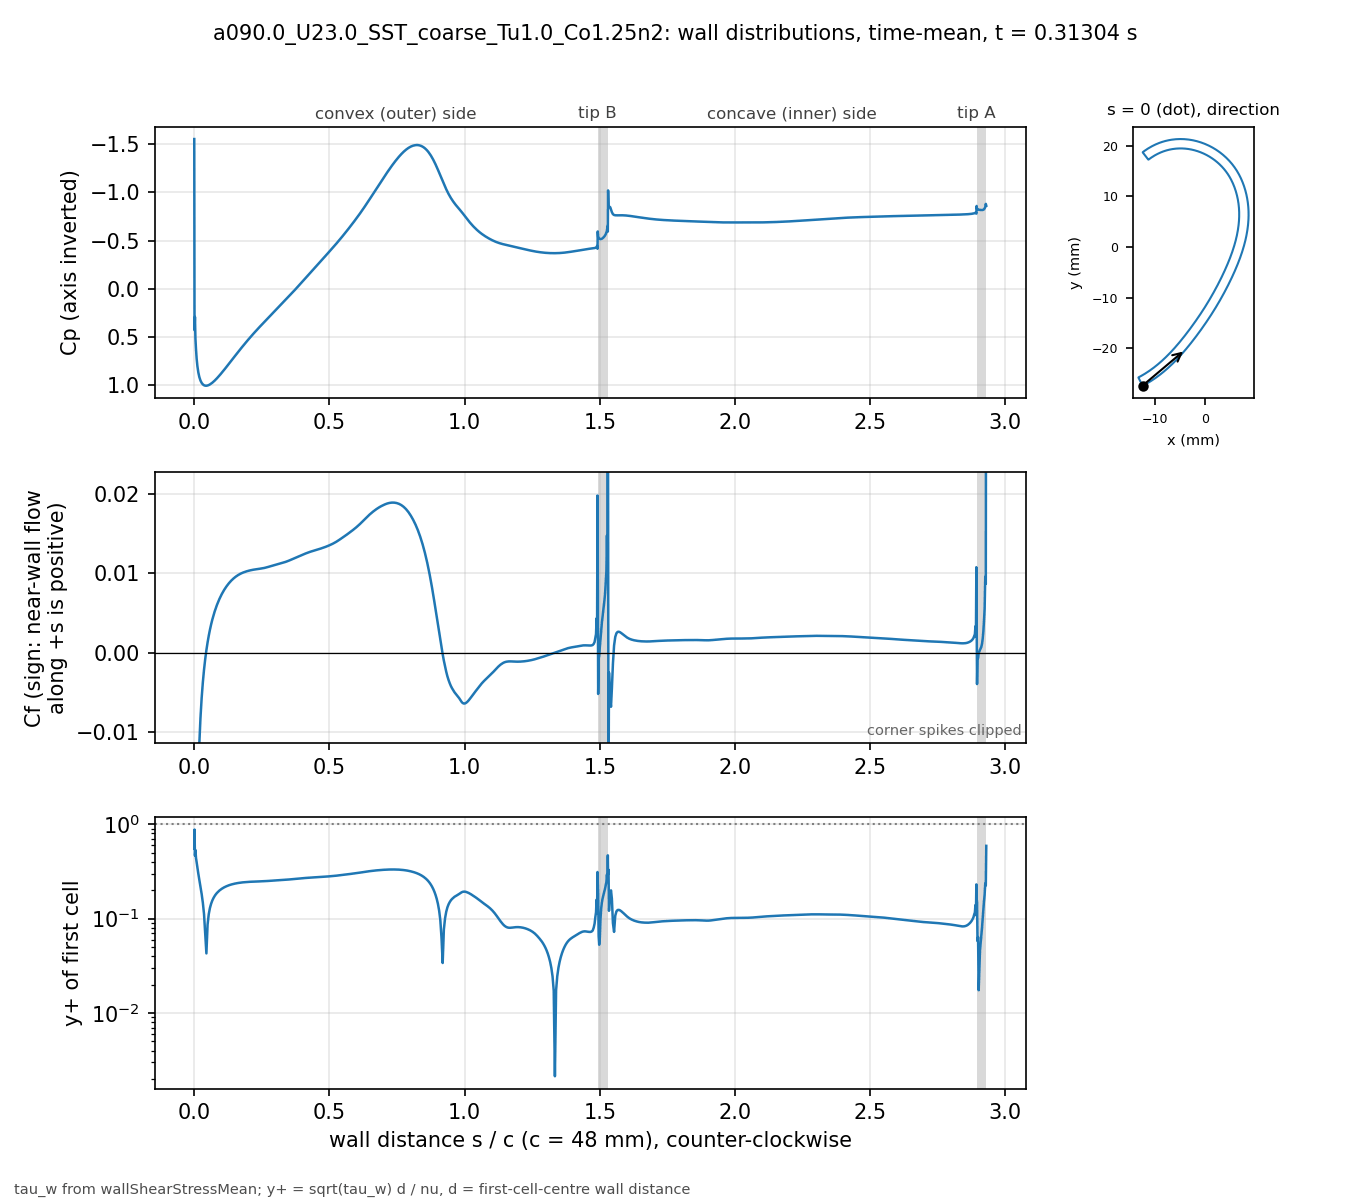 a090.0_U23.0_SST_coarse_Tu1.0_Co1.25n2: wall distributions, time-mean, t = 0.31304 s
convex (outer) side
tip B
concave (inner) side
tip A
s = 0 (dot), direction
Cp (axis inverted)
−1.5
−1.0
−0.5
0.0
0.5
1.0
0.0
0.5
1.0
1.5
2.0
2.5
3.0
y (mm)
20
10
0
−10
−20
−10
0
x (mm)
Cf (sign: near-wall flow
along +s is positive)
0.02
0.01
0.00
−0.01
corner spikes clipped
0.0
0.5
1.0
1.5
2.0
2.5
3.0
y+ of first cell
10⁰
10⁻¹
10⁻²
0.0
0.5
1.0
1.5
2.0
2.5
3.0
wall distance s / c (c = 48 mm), counter-clockwise
tau_w from wallShearStressMean; y+ = sqrt(tau_w) d / nu, d = first-cell-centre wall distance